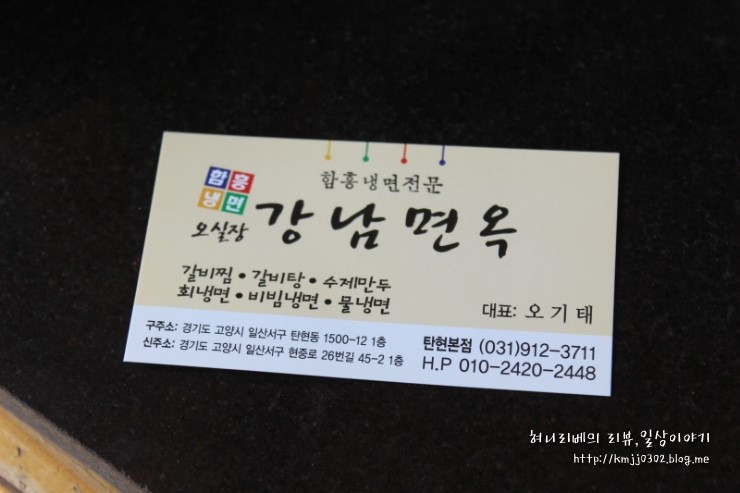 함흥냉면전문
함흥
냉면
오실장 강남면옥
갈비찜 • 갈비탕 • 수제만두
회냉면 • 비빔냉면 • 물냉면
대표: 오기태
구주소: 경기도 고양시 일산서구 탄현동 1500-12 1층
신주소: 경기도 고양시 일산서구 현중로 26번길 45-2 1층
탄현본점 (031)912-3711
H.P 010-2420-2448
허니리베의 리뷰,일상이야기
http://kmjj0302.blog.me